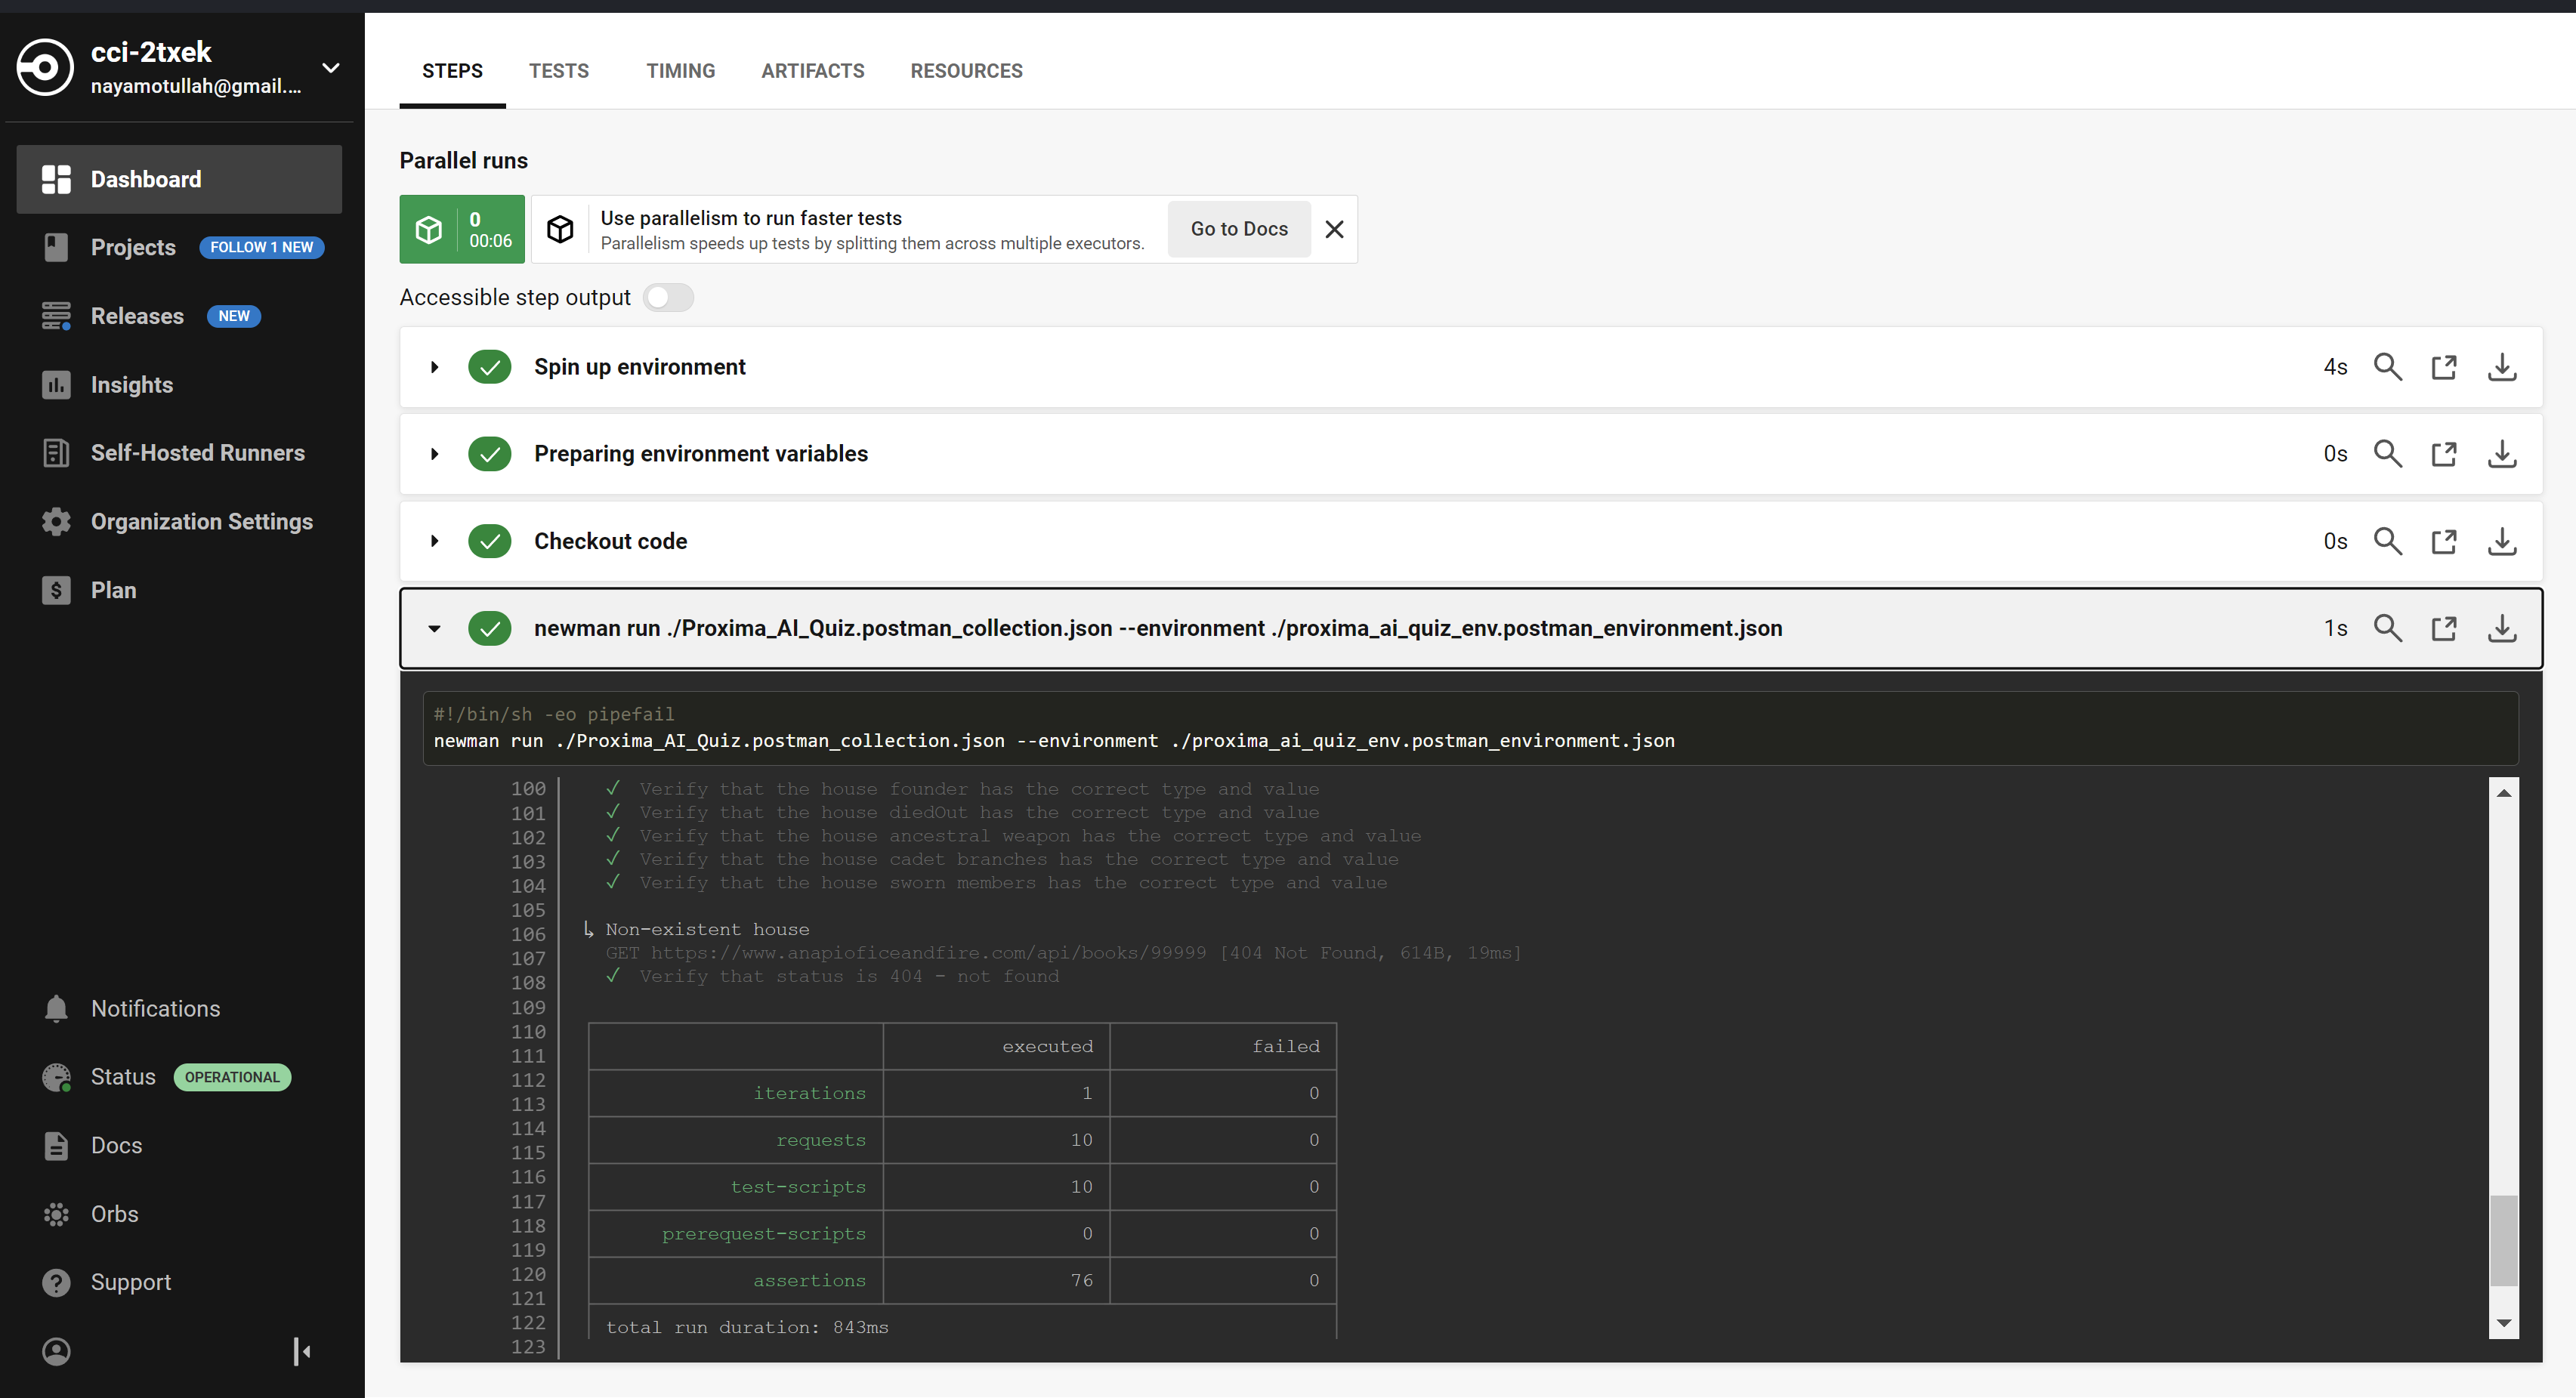 cci-2txek
nayamotullah@gmail.…
Dashboard
Projects FOLLOW 1 NEW
Releases NEW
Insights
Self-Hosted Runners
Organization Settings
Plan
Notifications
Status OPERATIONAL
Docs
Orbs
Support
STEPS TESTS TIMING ARTIFACTS RESOURCES
Parallel runs
0
00:06
Use parallelism to run faster tests
Parallelism speeds up tests by splitting them across multiple executors.
Go to Docs
Accessible step output
Spin up environment 4s
Preparing environment variables 0s
Checkout code 0s
newman run ./Proxima_AI_Quiz.postman_collection.json --environment ./proxima_ai_quiz_env.postman_environment.json 1s
#!/bin/sh -eo pipefail
newman run ./Proxima_AI_Quiz.postman_collection.json --environment ./proxima_ai_quiz_env.postman_environment.json
100 ✓ Verify that the house founder has the correct type and value
101 ✓ Verify that the house diedOut has the correct type and value
102 ✓ Verify that the house ancestral weapon has the correct type and value
103 ✓ Verify that the house cadet branches has the correct type and value
104 ✓ Verify that the house sworn members has the correct type and value
105
106 ↳ Non-existent house
107 GET https://www.anapioficeandfire.com/api/books/99999 [404 Not Found, 614B, 19ms]
108 ✓ Verify that status is 404 - not found
109
110
111 executed failed
112
113 iterations 1 0
114
115 requests 10 0
116
117 test-scripts 10 0
118
119 prerequest-scripts 0 0
120
121 assertions 76 0
122
123 total run duration: 843ms